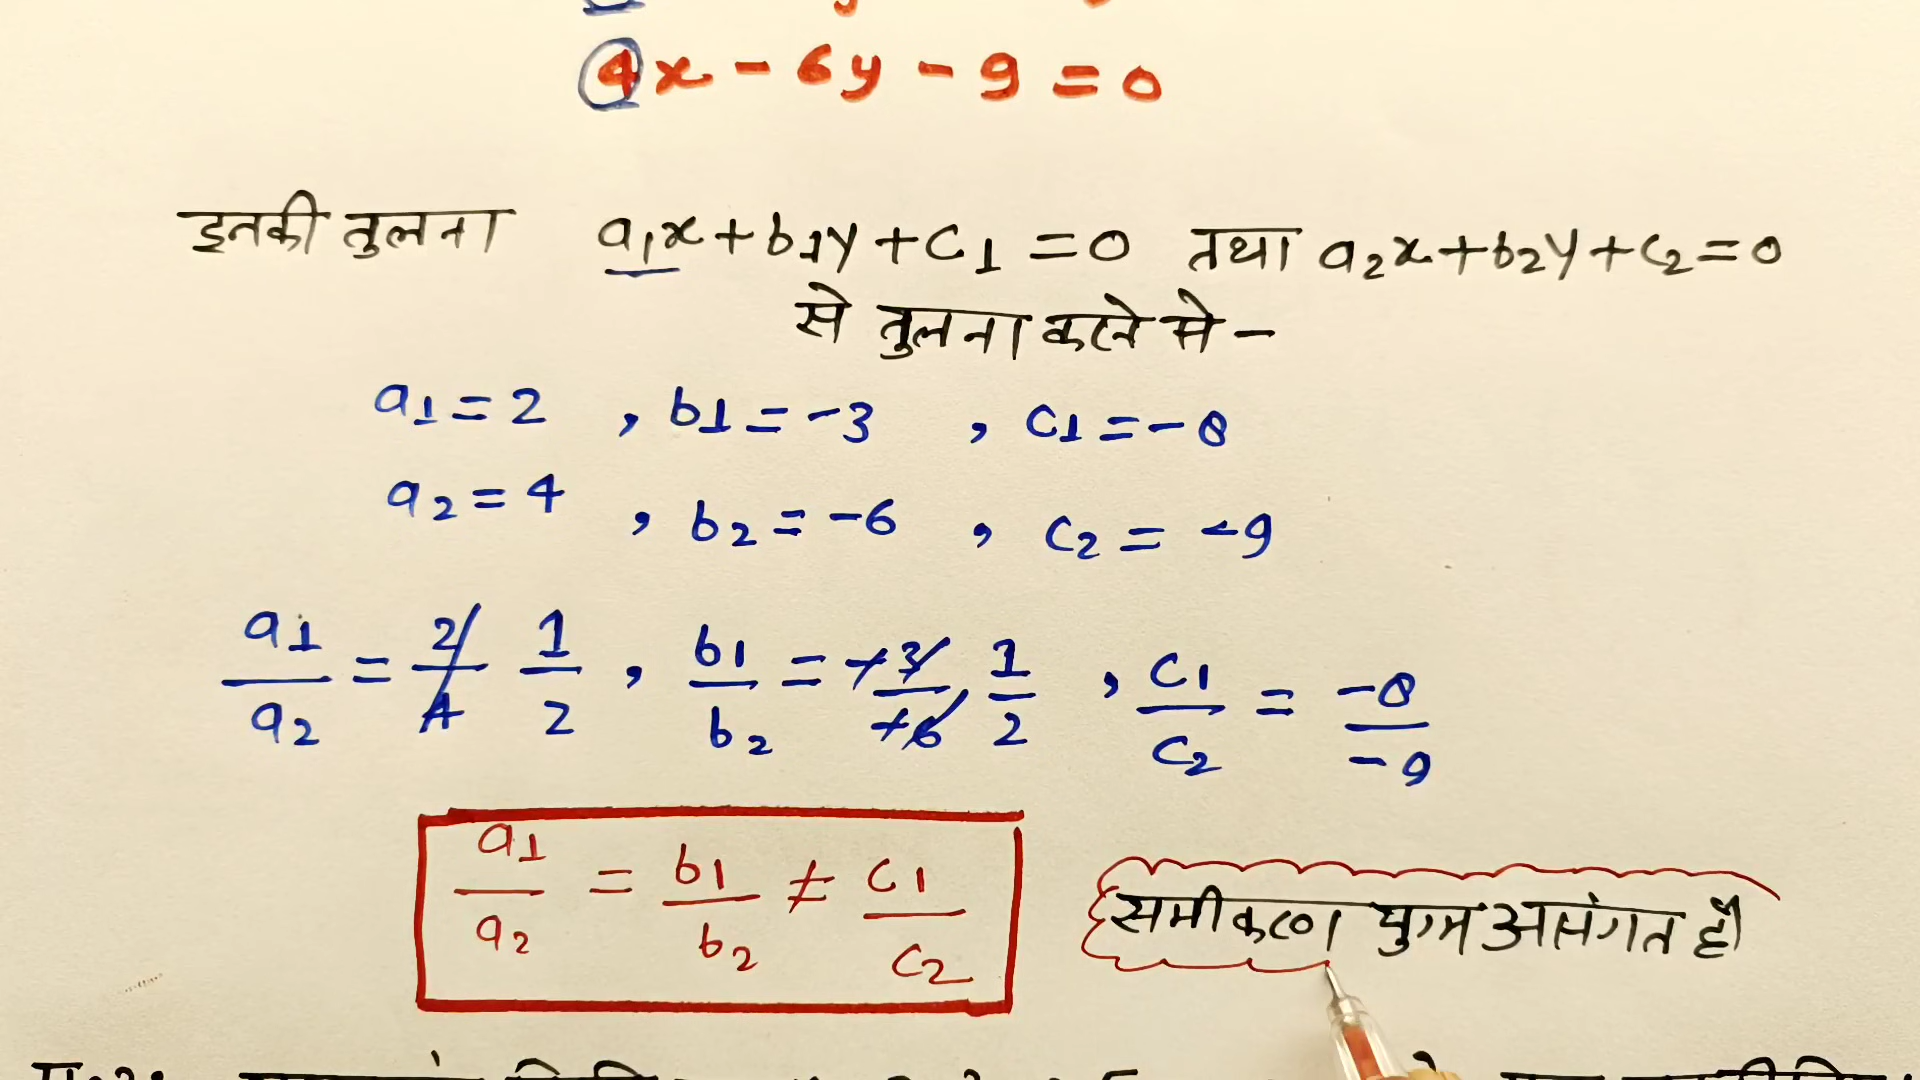 4x - 6y - 9 = 0
इनकी तुलना a1x + b1y + c1 = 0 तथा a2x + b2y + c2 = 0
से तुलना करने से -
a1 = 2 , b1 = -3 , c1 = -8
a2 = 4 , b2 = -6 , c2 = -9
a1/a2 = 2/4 1/2 , b1/b2 = -3/-6 1/2 , c1/c2 = -8/-9
a1/a2 = b1/b2 ≠ c1/c2
समीकरण युग्म असंगत है।